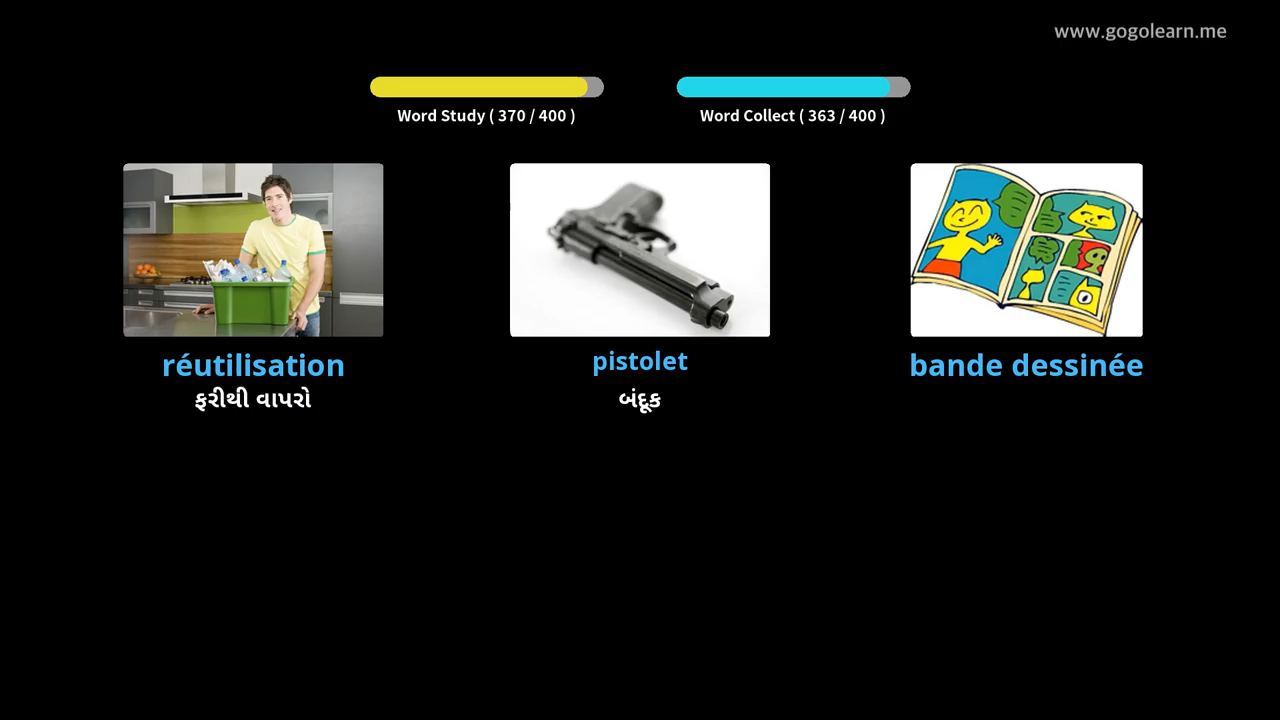 www.gogolearn.me
Word Study ( 370 / 400 )
Word Collect ( 363 / 400 )
réutilisation
ફરીથી વાપરો
pistolet
બંદૂક
bande dessinée